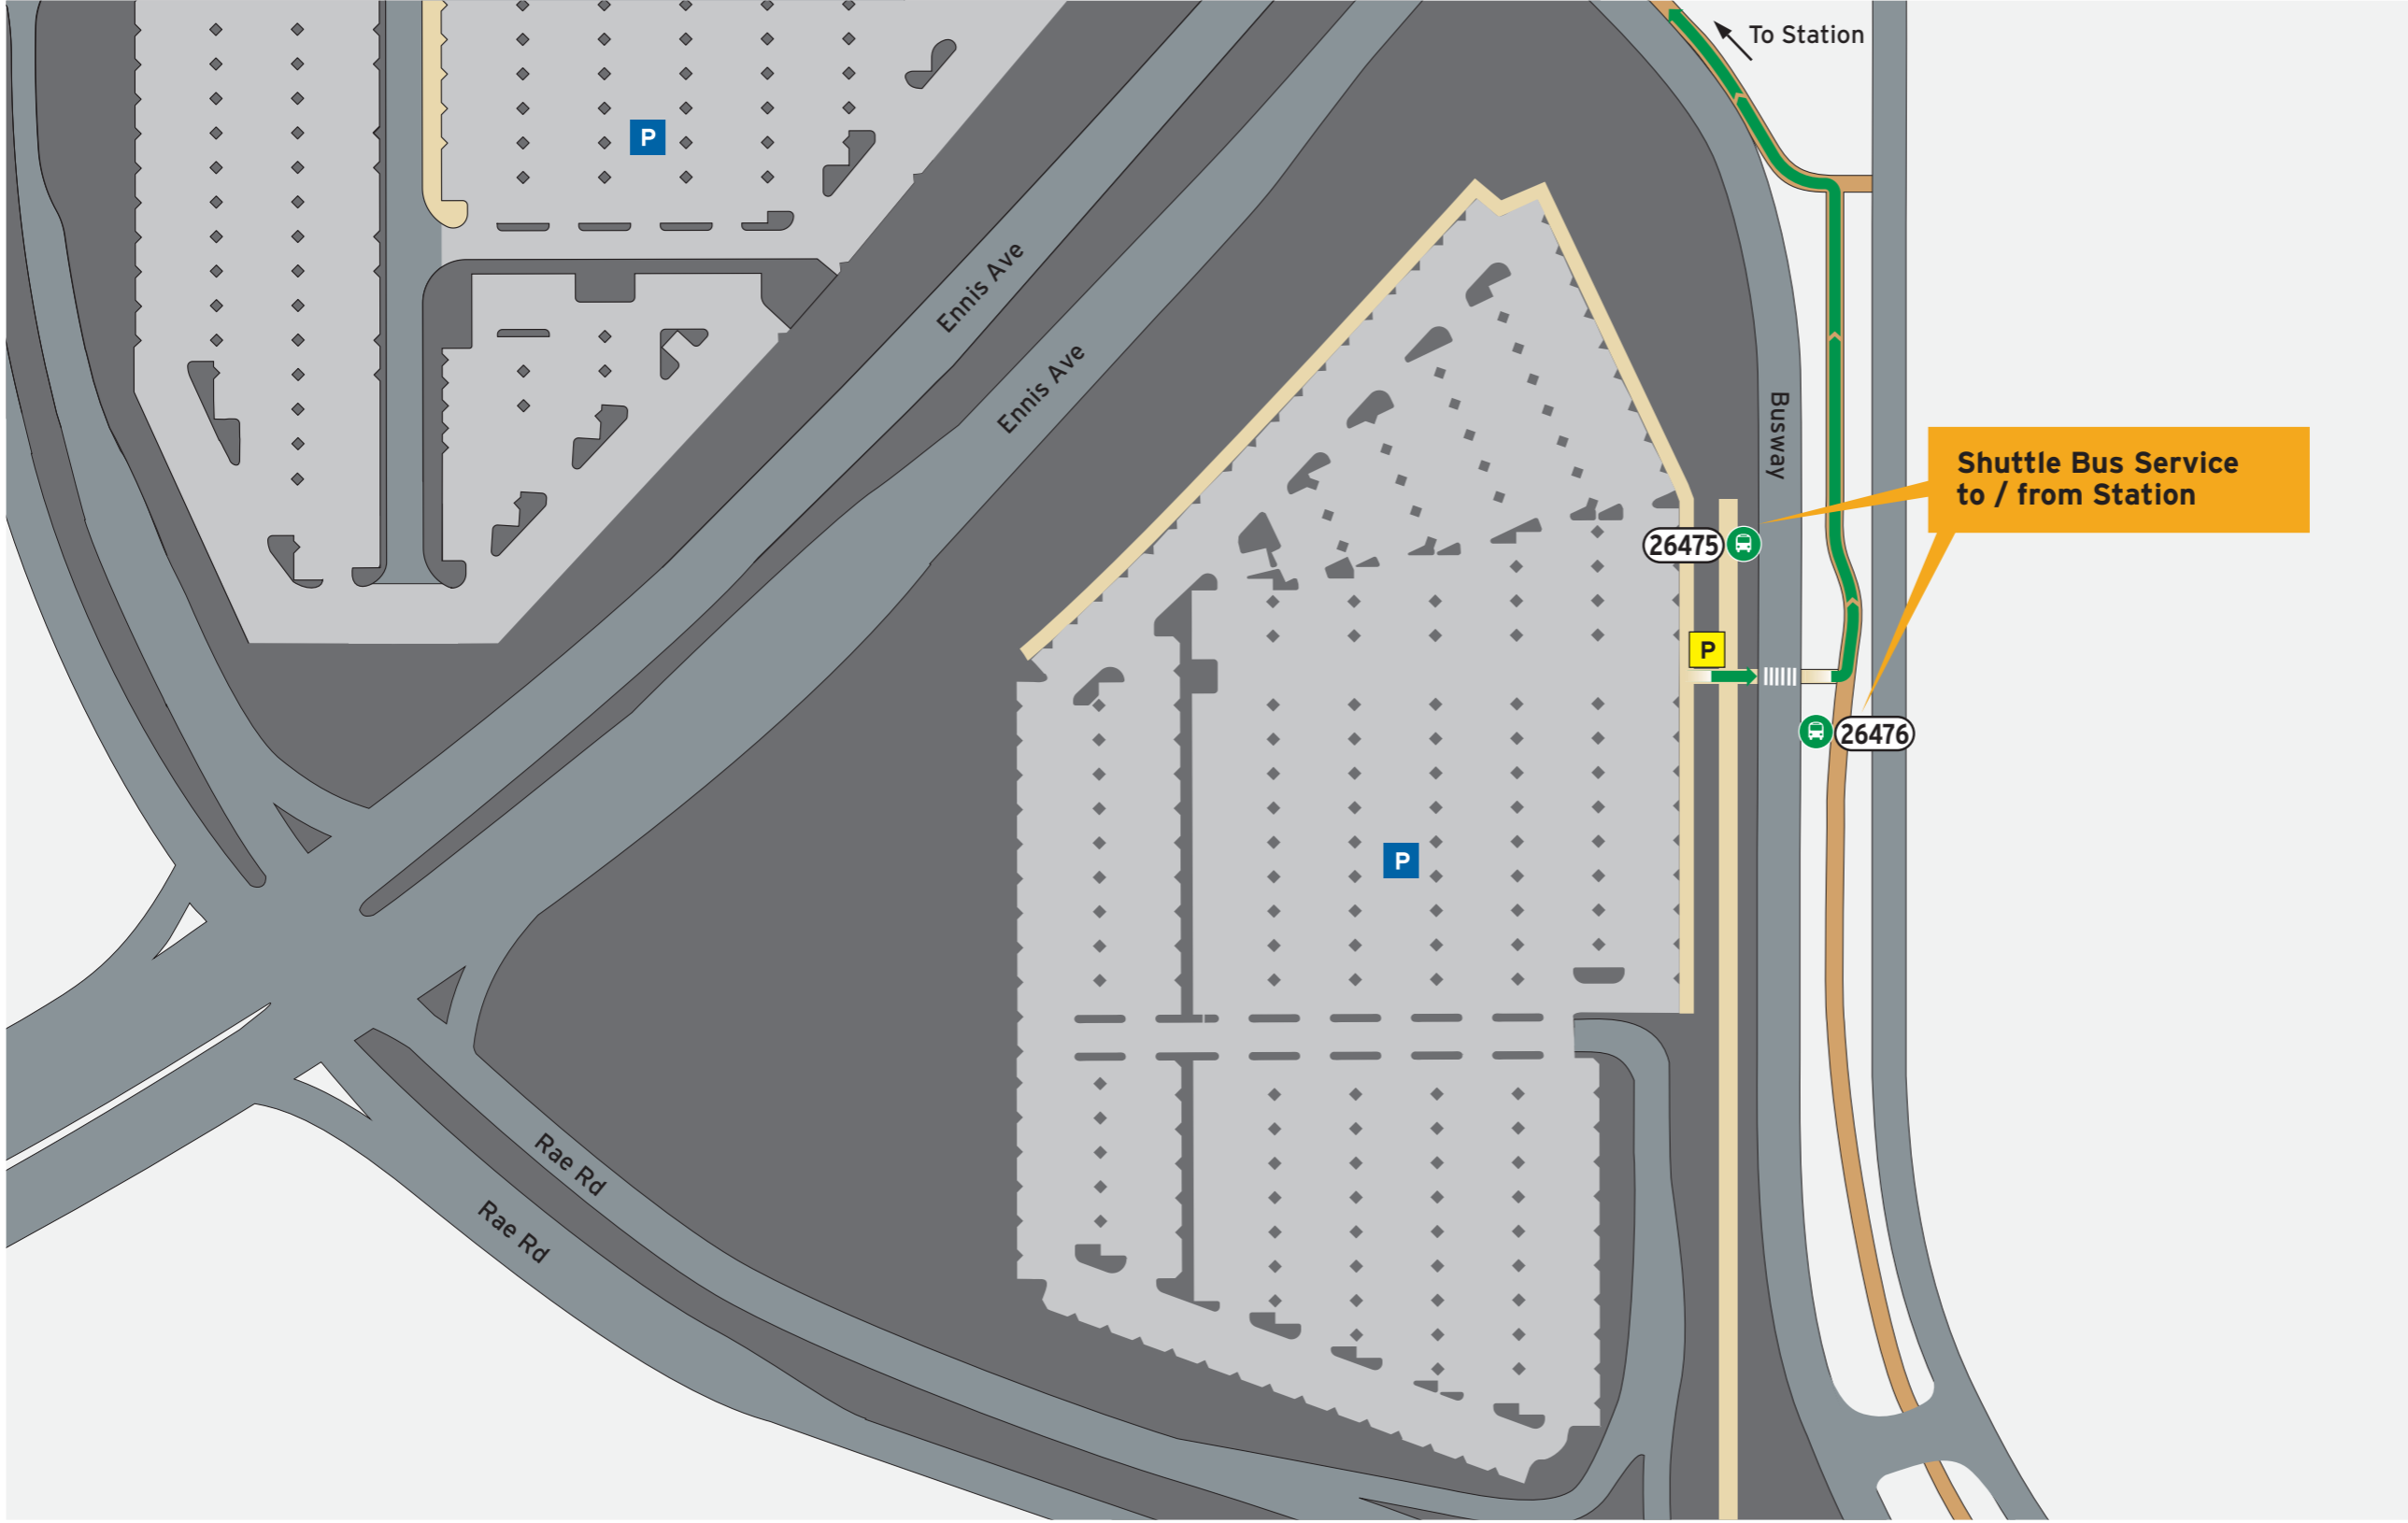 To Station
P
Ennis Ave
Ennis Ave
Busway
Shuttle Bus Service
to / from Station
26475
P
26476
P
Rae Rd
Rae Rd